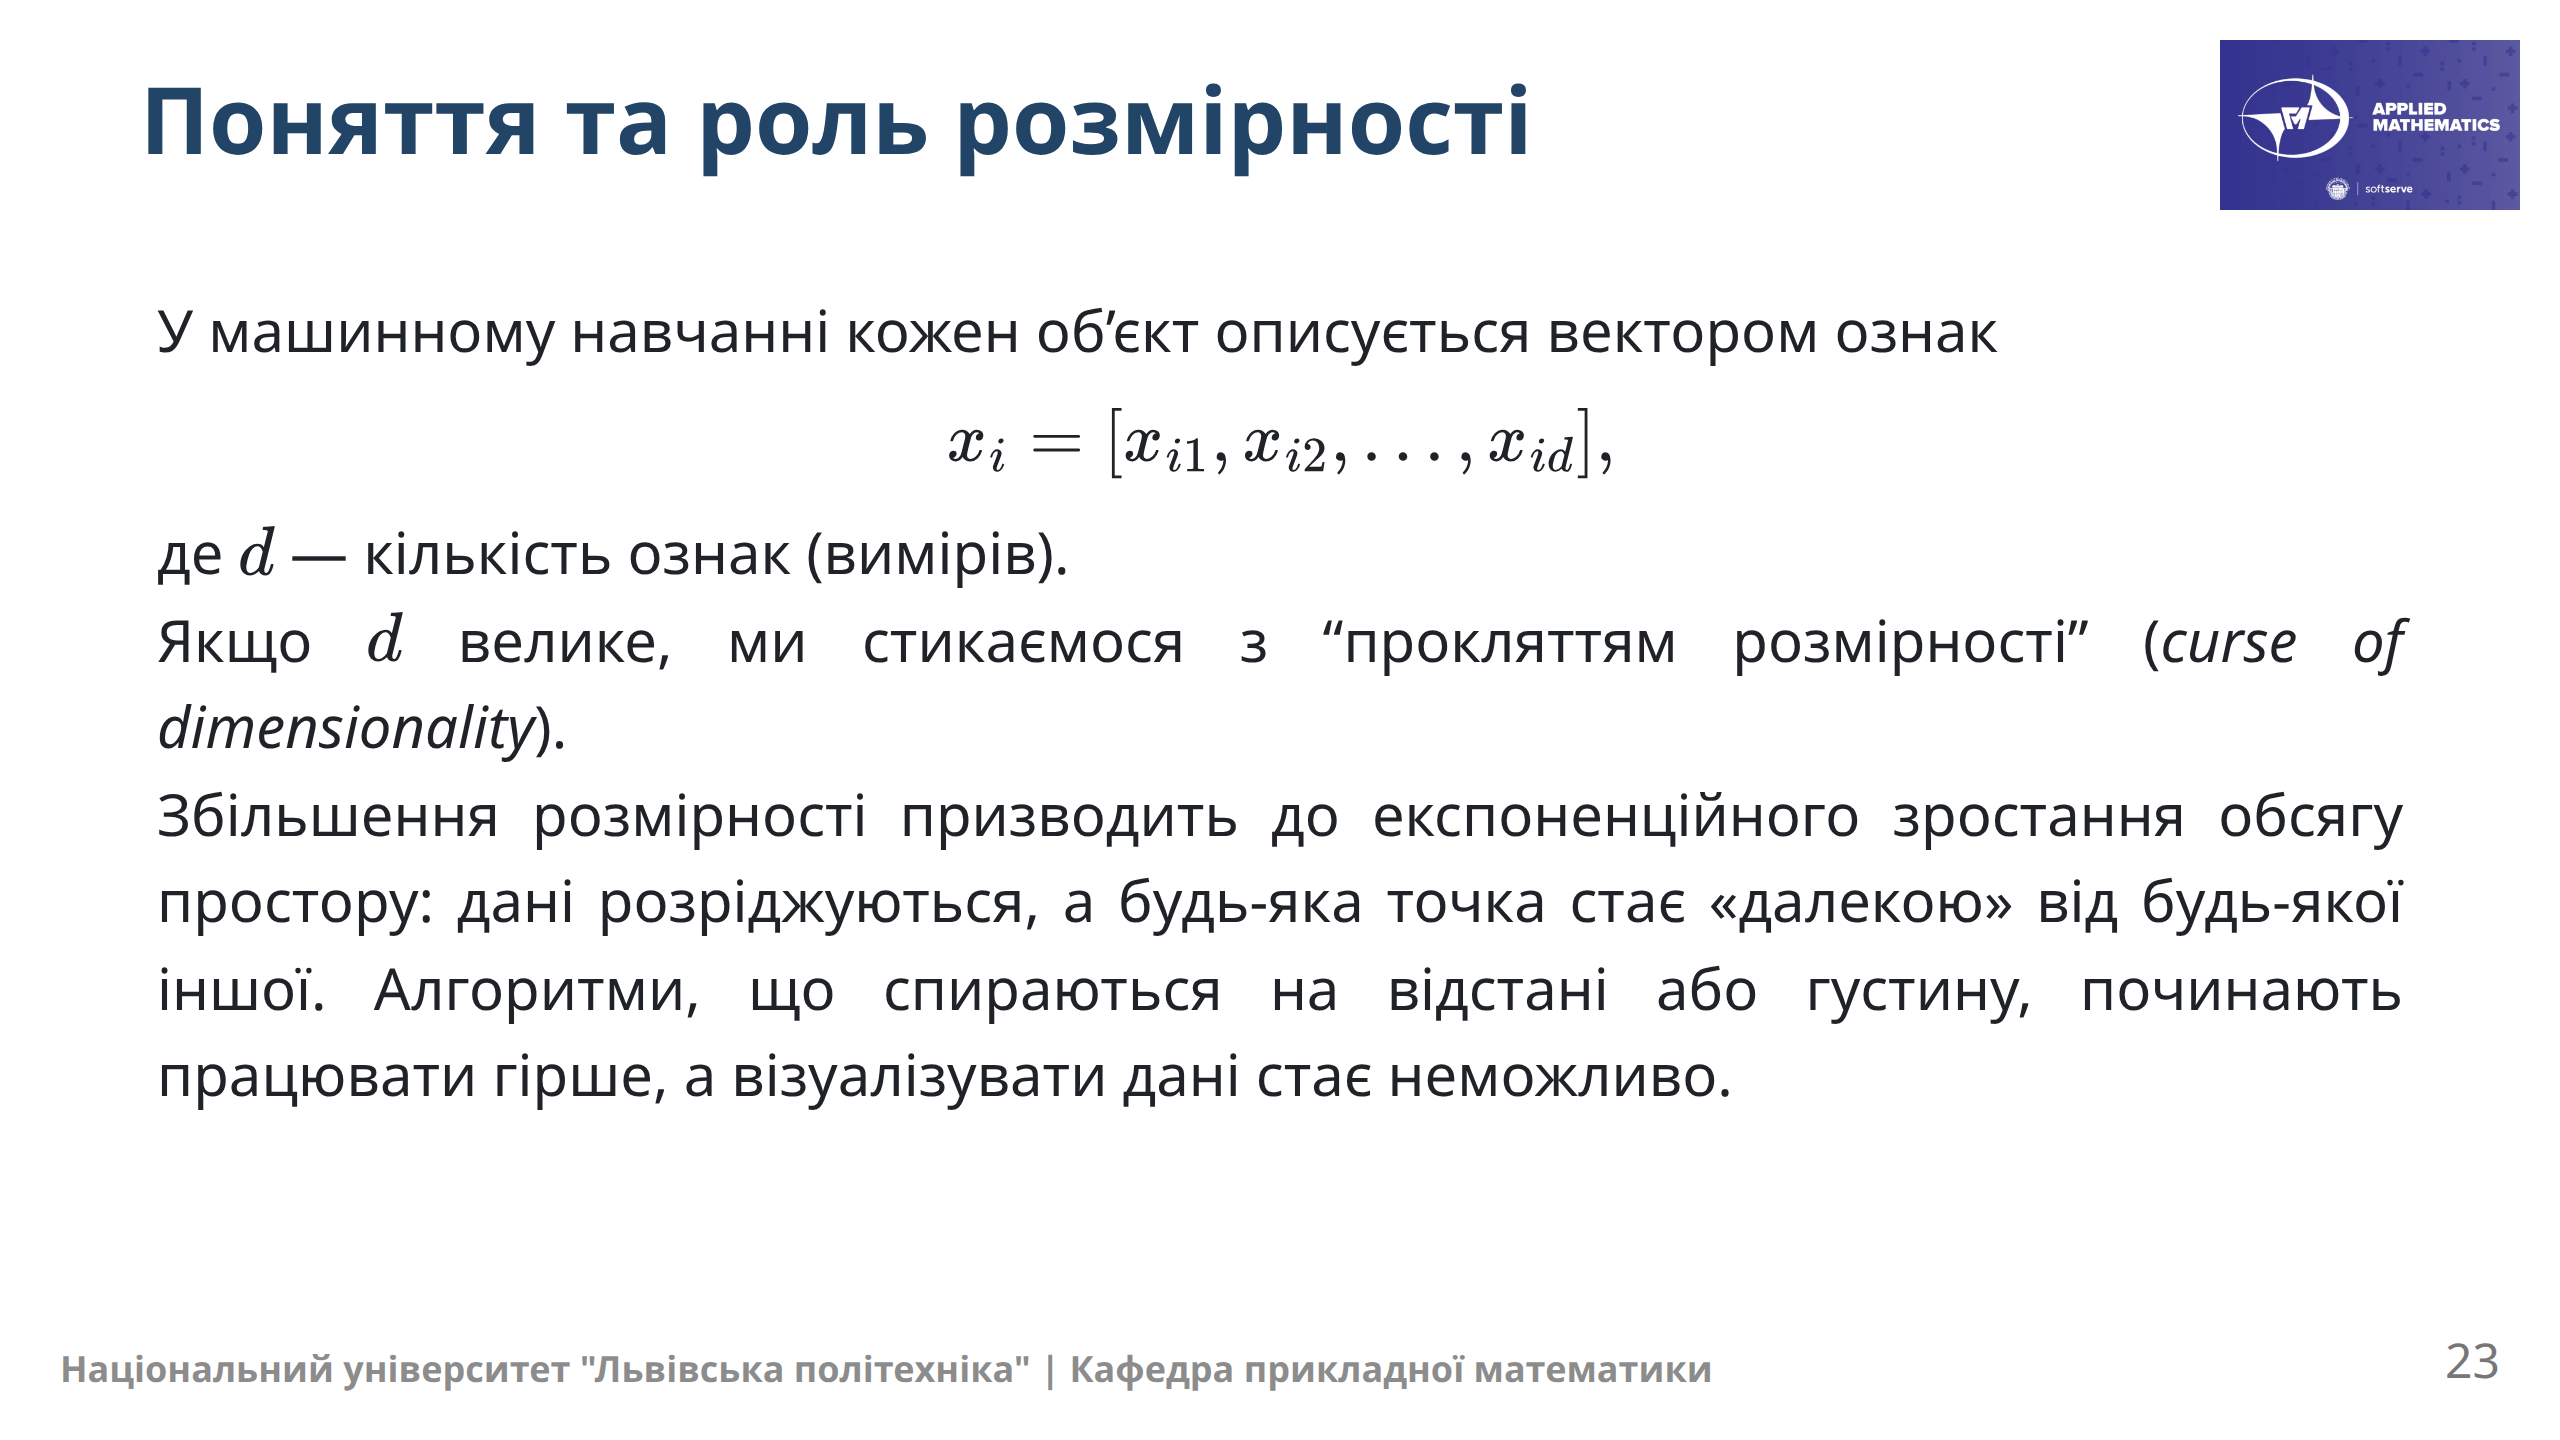 Поняття та роль розмірності
APPLIED
MATHEMATICS
softserve
У машинному навчанні кожен об’єкт описується вектором ознак
x_i = [x_{i1}, x_{i2}, . . . , x_{id}],
де d — кількість ознак (вимірів).
Якщо d велике, ми стикаємося з “прокляттям розмірності” (curse of
dimensionality).
Збільшення розмірності призводить до експоненційного зростання обсягу
простору: дані розріджуються, а будь-яка точка стає «далекою» від будь-якої
іншої. Алгоритми, що спираються на відстані або густину, починають
працювати гірше, а візуалізувати дані стає неможливо.
Національний університет "Львівська політехніка" | Кафедра прикладної математики
23